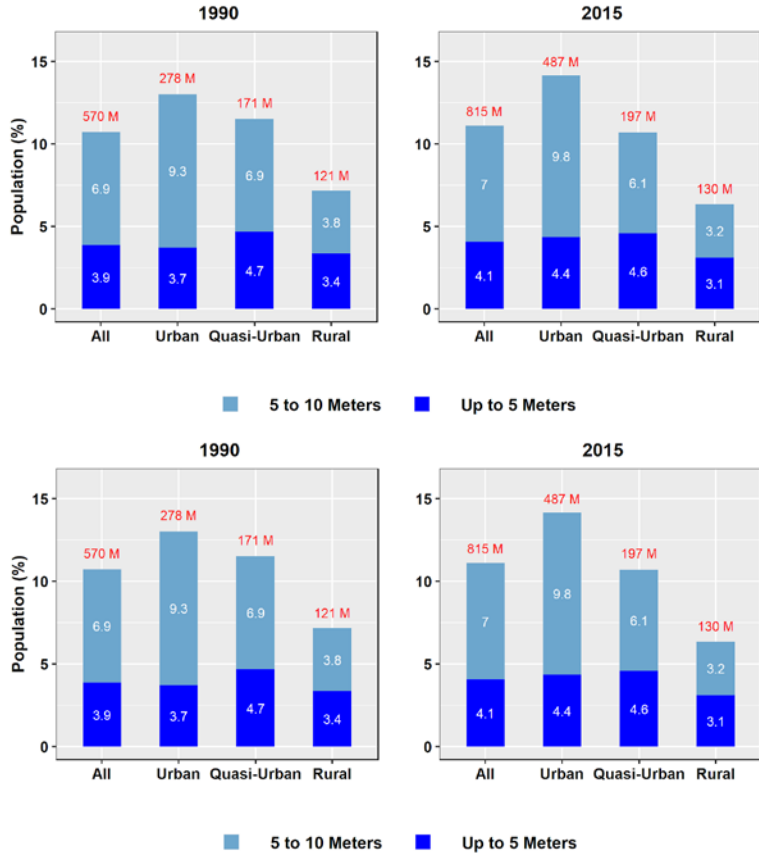 1990
2015
Population (%)
15
10
5
0
570 M
278 M
171 M
121 M
6.9
9.3
6.9
3.8
3.9
3.7
4.7
3.4
All
Urban
Quasi-Urban
Rural
15
10
5
0
815 M
487 M
197 M
130 M
7
9.8
6.1
3.2
4.1
4.4
4.6
3.1
All
Urban
Quasi-Urban
Rural
5 to 10 Meters
Up to 5 Meters
1990
2015
Population (%)
15
10
5
0
570 M
278 M
171 M
121 M
6.9
9.3
6.9
3.8
3.9
3.7
4.7
3.4
All
Urban
Quasi-Urban
Rural
15
10
5
0
815 M
487 M
197 M
130 M
7
9.8
6.1
3.2
4.1
4.4
4.6
3.1
All
Urban
Quasi-Urban
Rural
5 to 10 Meters
Up to 5 Meters